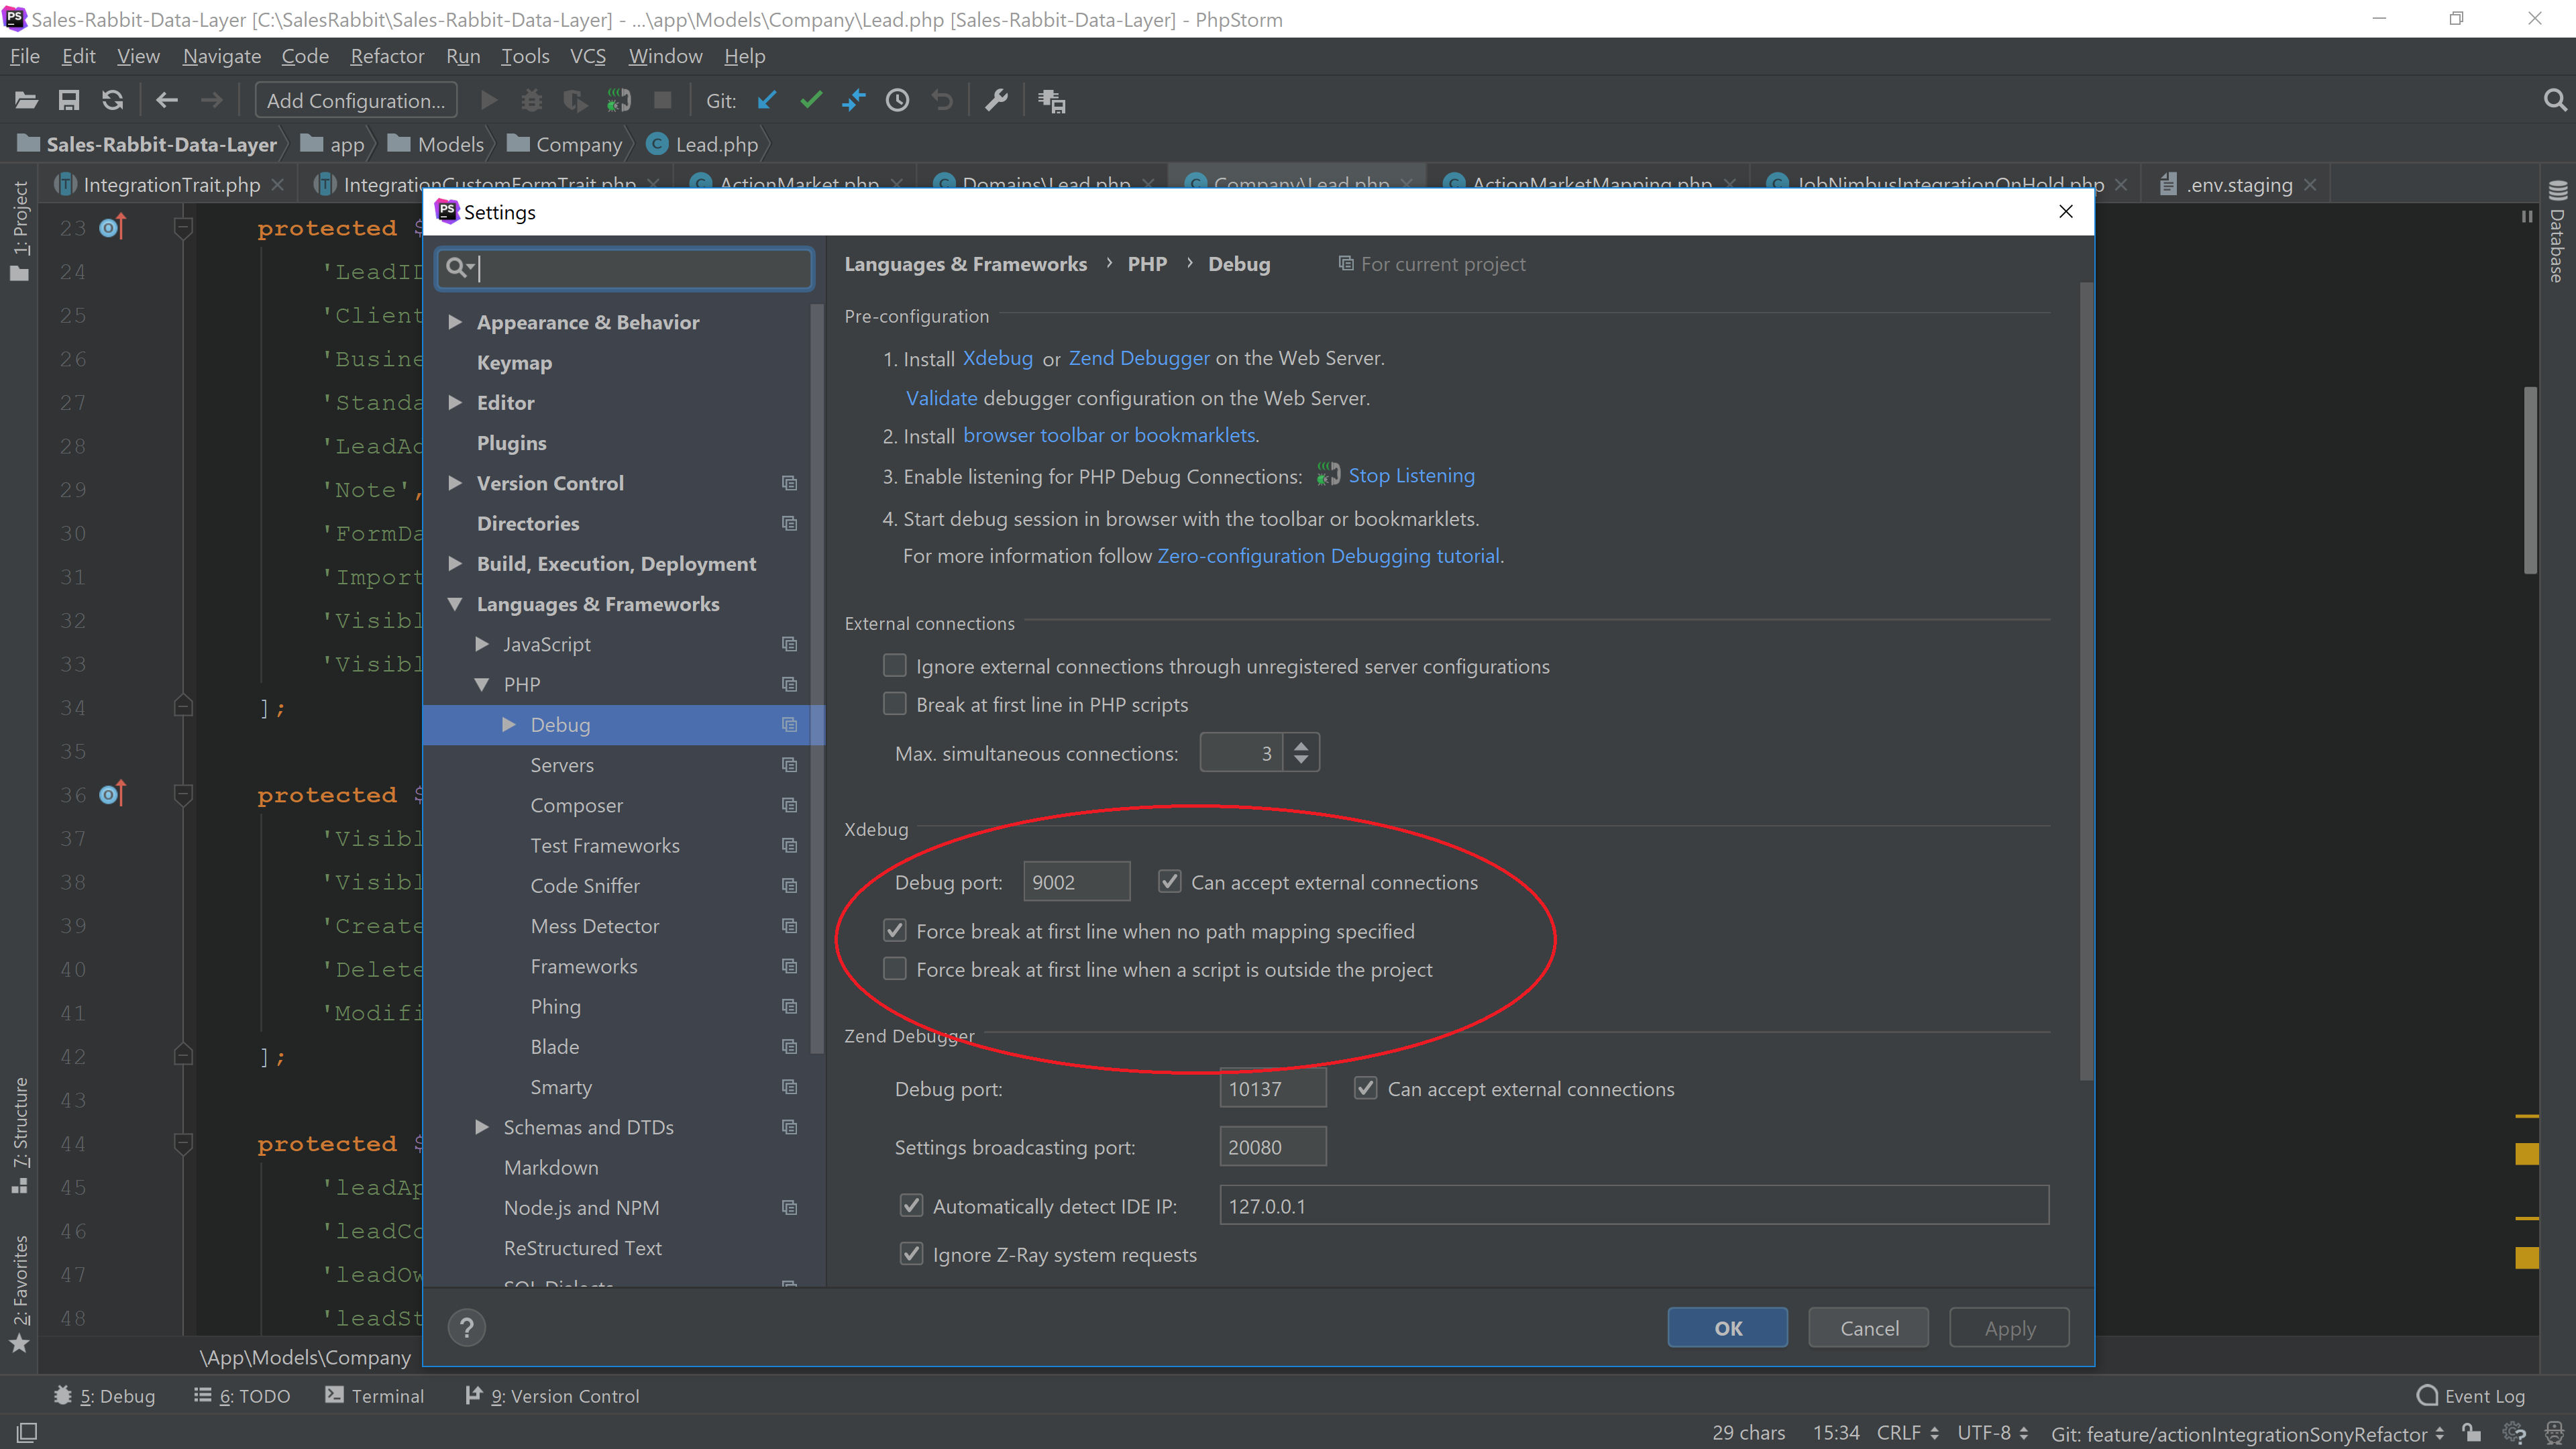 PS Sales-Rabbit-Data-Layer [C:\SalesRabbit\Sales-Rabbit-Data-Layer] - ...\app\Models\Company\Lead.php [Sales-Rabbit-Data-Layer] - PhpStorm
File Edit View Navigate Code Refactor Run Tools VCS Window Help
Add Configuration... Git:
Sales-Rabbit-Data-Layer app Models Company Lead.php
IntegrationTrait.php IntegrationCustomFormTrait.php ActionMarket.php Domains\Lead.php Company\Lead.php ActionMarketMapping.php JobNimbusIntegrationOnHold.php .env.staging
1: Project
7: Structure
2: Favorites
Database
23 protected $
24 'LeadID
25 'Client
26 'Busine
27 'Standa
28 'LeadAc
29 'Note',
30 'FormDa
31 'Import
32 'Visibl
33 'Visibl
34 ];
35
36 protected $
37 'Visibl
38 'Visibl
39 'Create
40 'Delete
41 'Modifi
42 ];
43
44 protected $
45 'leadAp
46 'leadCo
47 'leadOw
48 'leadSt
\App\Models\Company
PS Settings
Appearance & Behavior
Keymap
Editor
Plugins
Version Control
Directories
Build, Execution, Deployment
Languages & Frameworks
JavaScript
PHP
Debug
Servers
Composer
Test Frameworks
Code Sniffer
Mess Detector
Frameworks
Phing
Blade
Smarty
Schemas and DTDs
Markdown
Node.js and NPM
ReStructured Text
SQL Dialects
Languages & Frameworks › PHP › Debug For current project
Pre-configuration
1. Install Xdebug or Zend Debugger on the Web Server.
Validate debugger configuration on the Web Server.
2. Install browser toolbar or bookmarklets.
3. Enable listening for PHP Debug Connections: Stop Listening
4. Start debug session in browser with the toolbar or bookmarklets.
For more information follow Zero-configuration Debugging tutorial.
External connections
Ignore external connections through unregistered server configurations
Break at first line in PHP scripts
Max. simultaneous connections: 3
Xdebug
Debug port: 9002 Can accept external connections
Force break at first line when no path mapping specified
Force break at first line when a script is outside the project
Zend Debugger
Debug port: 10137 Can accept external connections
Settings broadcasting port: 20080
Automatically detect IDE IP: 127.0.0.1
Ignore Z-Ray system requests
? OK Cancel Apply
5: Debug 6: TODO Terminal 9: Version Control Event Log
29 chars 15:34 CRLF UTF-8 Git: feature/actionIntegrationSonyRefactor